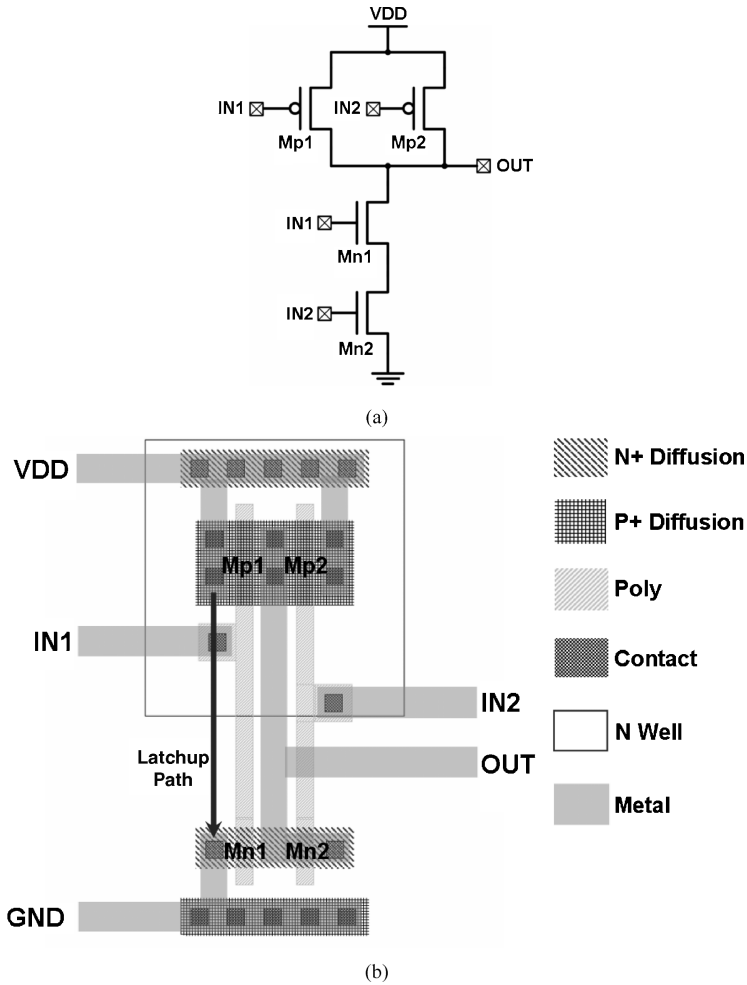 VDD
IN1
IN2
Mp1
Mp2
OUT
IN1
Mn1
IN2
Mn2
(a)
VDD
N+ Diffusion
P+ Diffusion
Mp1 Mp2
Poly
IN1
Contact
IN2
N Well
Latchup
Path
OUT
Metal
Mn1 Mn2
GND
(b)